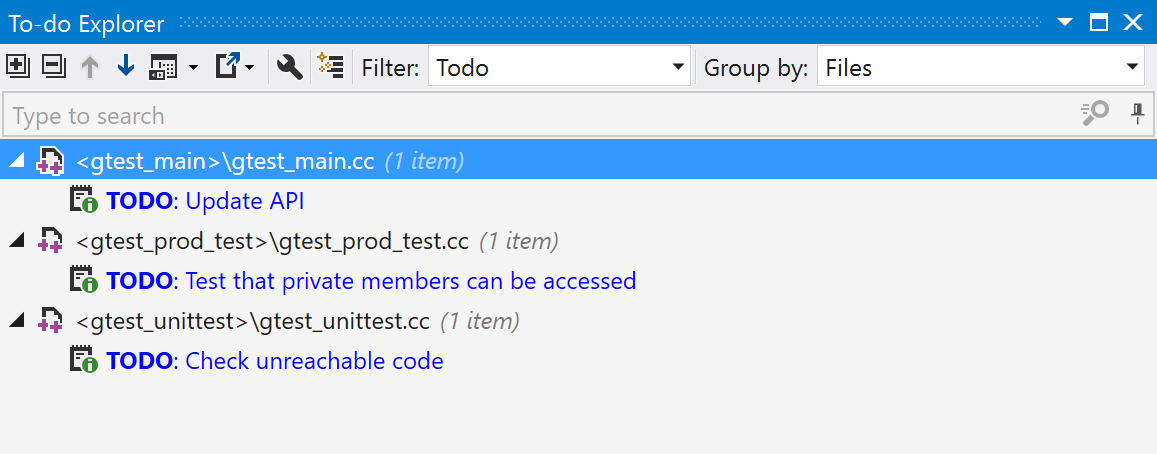 To-do Explorer
Filter: Todo Group by: Files
Type to search
<gtest_main>\gtest_main.cc (1 item)
TODO: Update API
<gtest_prod_test>\gtest_prod_test.cc (1 item)
TODO: Test that private members can be accessed
<gtest_unittest>\gtest_unittest.cc (1 item)
TODO: Check unreachable code